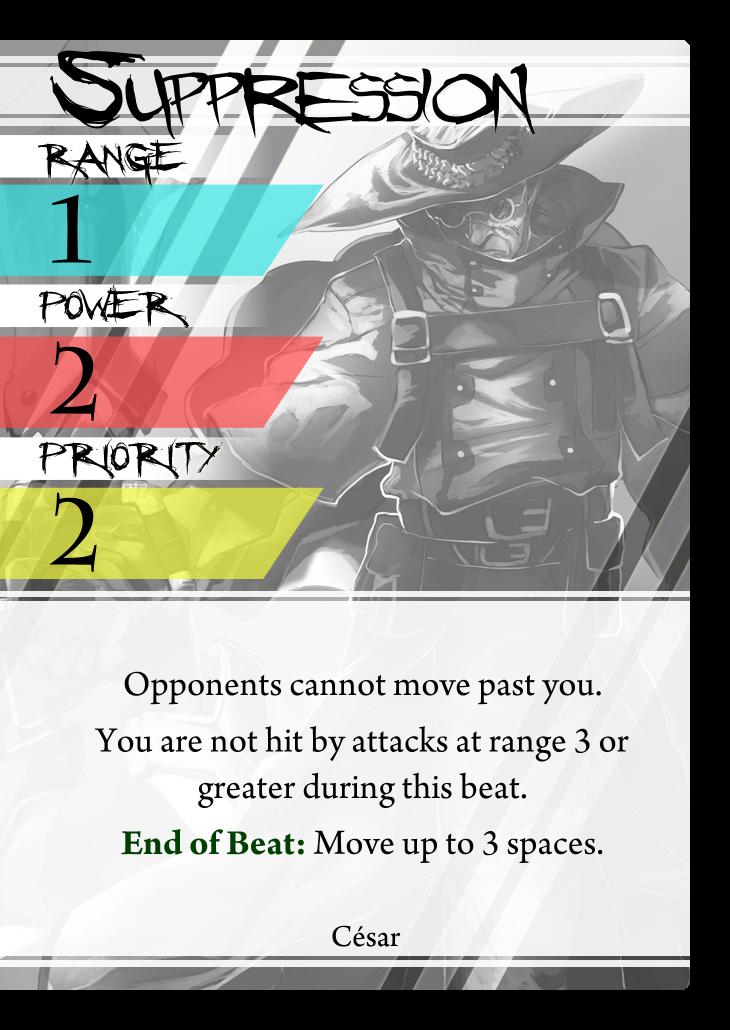 Suppression
Range
1
Power
2
Priority
2
Opponents cannot move past you.
You are not hit by attacks at range 3 or
greater during this beat.
End of Beat: Move up to 3 spaces.
César